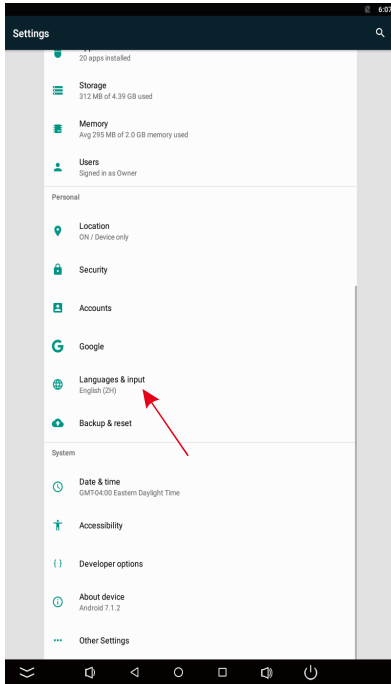 6:07
Settings
20 apps installed
Storage
312 MB of 4.39 GB used
Memory
Avg 295 MB of 2.0 GB memory used
Users
Signed in as Owner
Personal
Location
ON / Device only
Security
Accounts
Google
Languages & input
English (ZH)
Backup & reset
System
Date & time
GMT-04:00 Eastern Daylight Time
Accessibility
{ } Developer options
About device
Android 7.1.2
Other Settings